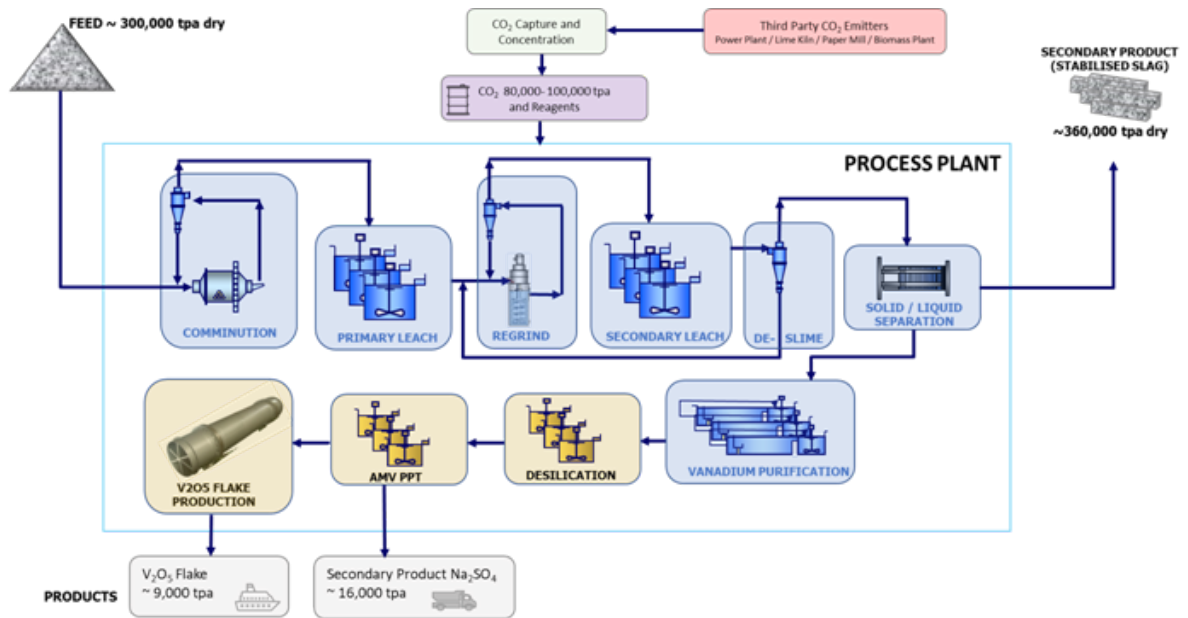 FEED ~ 300,000 tpa dry
CO₂ Capture and
Concentration
Third Party CO₂ Emitters
Power Plant / Lime Kiln / Paper Mill / Biomass Plant
SECONDARY PRODUCT
(STABILISED SLAG)
~360,000 tpa dry
CO₂ 80,000-100,000 tpa
and Reagents
PROCESS PLANT
COMMINUTION
PRIMARY LEACH
REGRIND
SECONDARY LEACH
DE-SLIME
SOLID / LIQUID
SEPARATION
V2O5 FLAKE
PRODUCTION
AMV PPT
DESILICATION
VANADIUM PURIFICATION
PRODUCTS
V₂O₅ Flake
~ 9,000 tpa
Secondary Product Na₂SO₄
~ 16,000 tpa